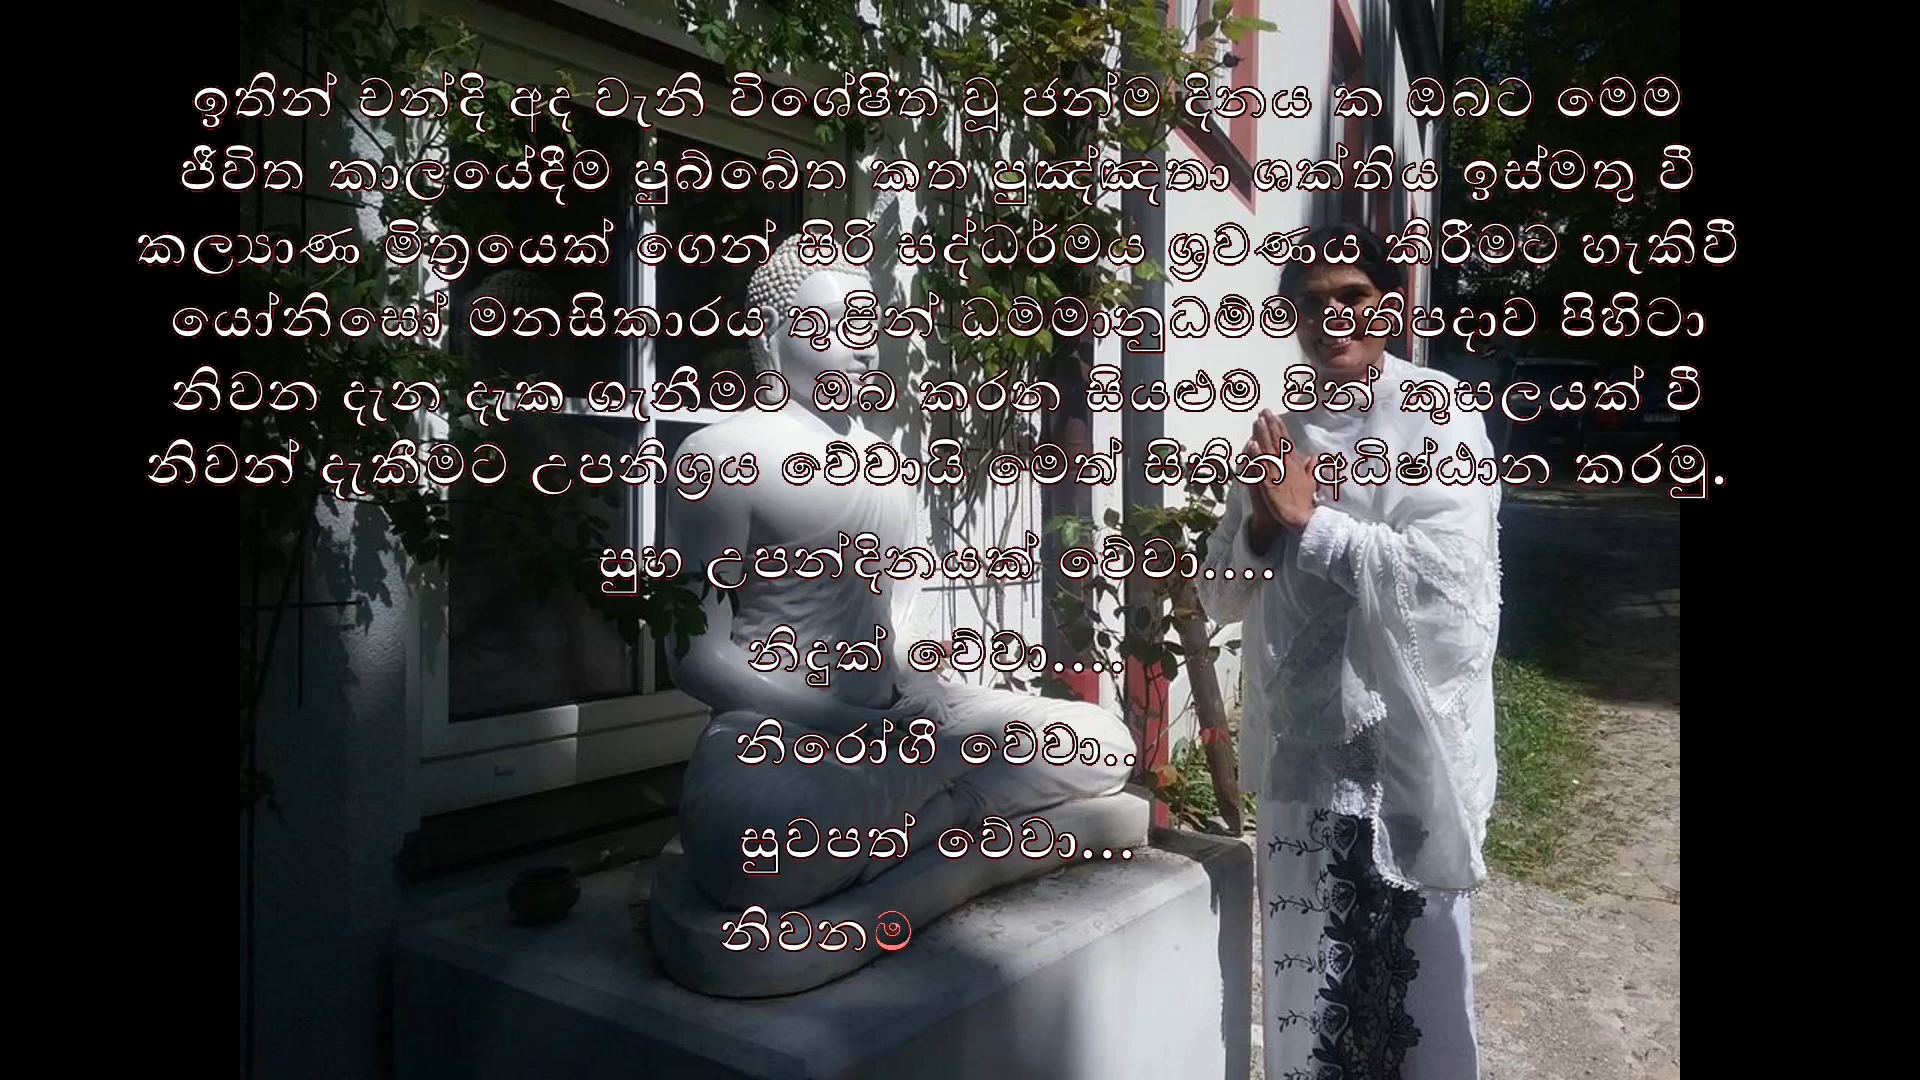 ඉතින් චන්දි අද වැනි විශේෂිත වූ ජන්ම දිනය ක ඔබට මෙම
ජීවිත කාලයේදීම පුබ්බේත කත පුඤ්ඤතා ශක්තිය ඉස්මතු වී
කල්‍යාණ මිත්‍රයෙක් ගෙන් සිරි සද්ධර්මය ශ්‍රවණය කිරීමට හැකිවී
යෝනිසෝ මනසිකාරය තුළින් ධම්මානුධම්ම ප්‍රතිපදාව පිහිටා
නිවන දැන දැක ගැනීමට ඔබ කරන සියළුම පින් කුසලයක් වී
නිවන් දැකීමට උපනිශ්‍රය වේවායි මෙත් සිතින් අධිෂ්ඨාන කරමු.
සුභ උපන්දිනයක් වේවා....
නිදුක් වේවා....
නිරෝගී වේවා..
සුවපත් වේවා...
නිවනම